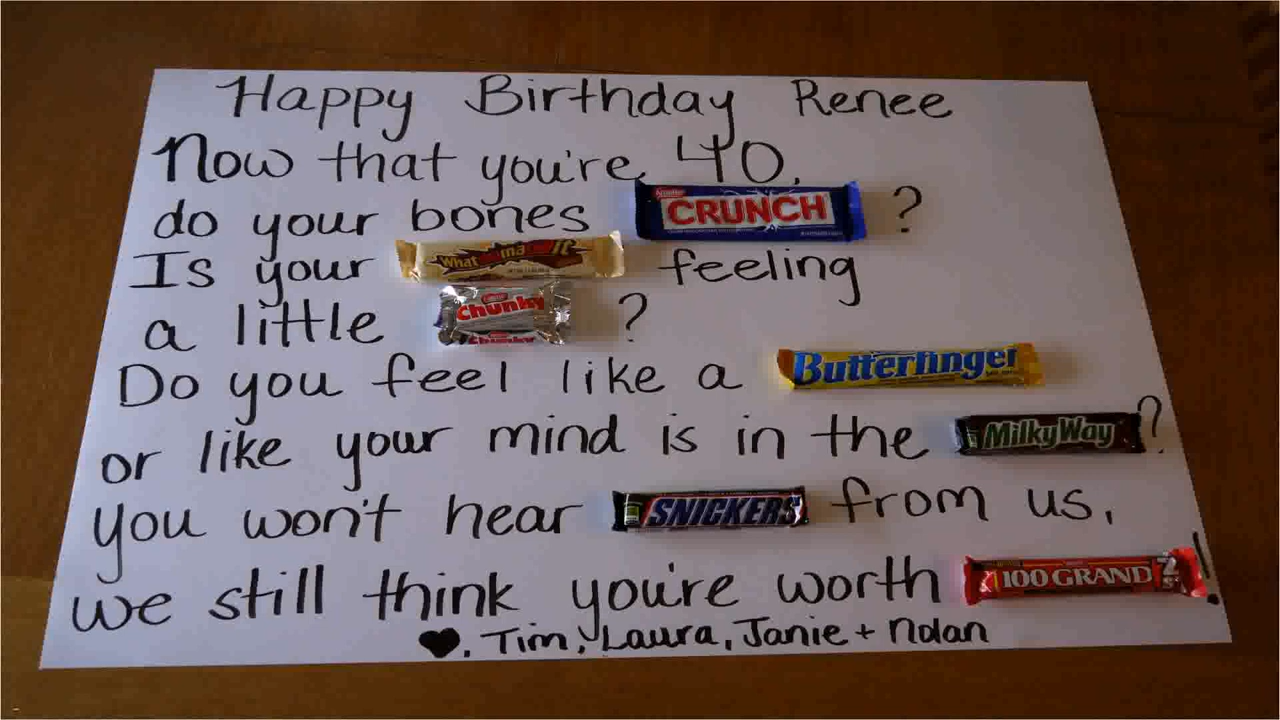 Happy Birthday Renee
Now that you're 40,
do your bones CRUNCH ?
Is your Whatchamacallit feeling
a little Chunky ?
Do you feel like a Butterfinger
or like your mind is in the MilkyWay ?
You won't hear SNICKERS from us,
we still think you're worth 100 GRAND !
♥, Tim, Laura, Janie + Nolan